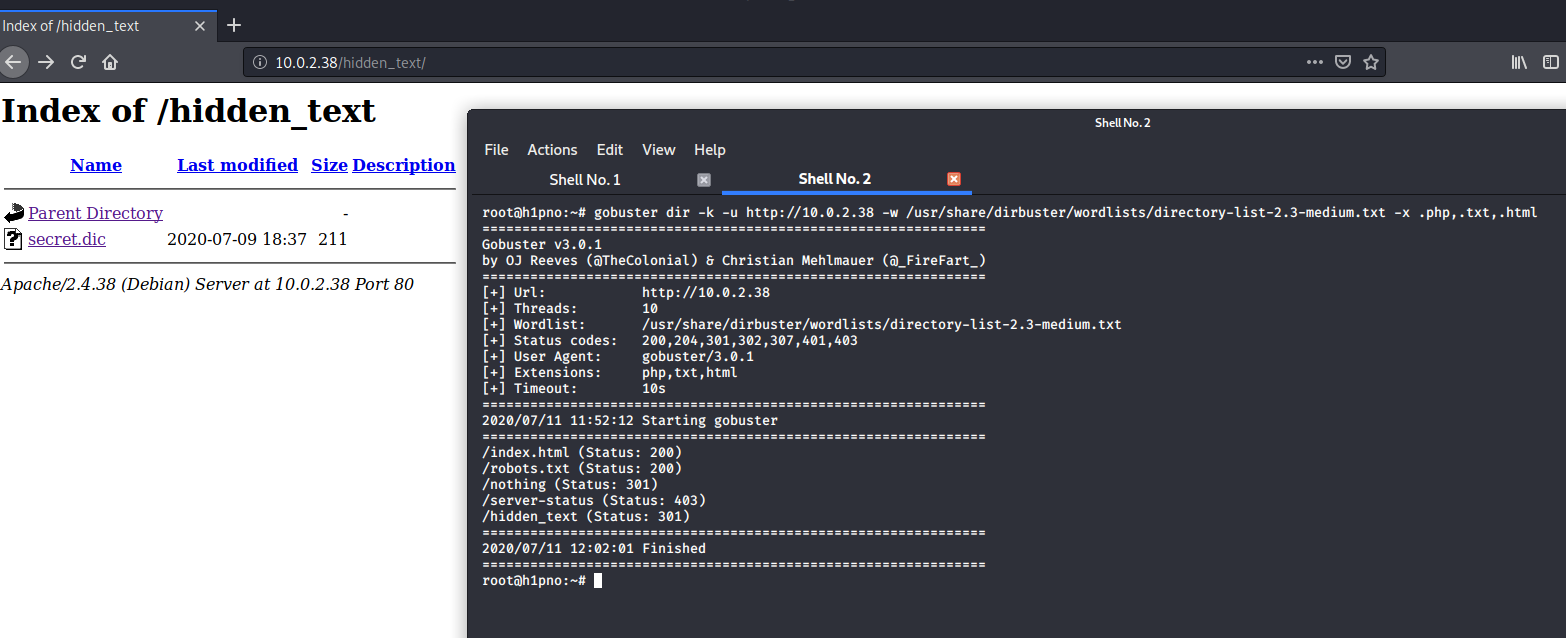 Index of /hidden_text
10.0.2.38/hidden_text/
Index of /hidden_text
Name Last modified Size Description
Parent Directory -
secret.dic 2020-07-09 18:37 211
Apache/2.4.38 (Debian) Server at 10.0.2.38 Port 80
Shell No. 2
File Actions Edit View Help
Shell No. 1 Shell No. 2
root@h1pno:~# gobuster dir -k -u http://10.0.2.38 -w /usr/share/dirbuster/wordlists/directory-list-2.3-medium.txt -x .php,.txt,.html
===============================================================
Gobuster v3.0.1
by OJ Reeves (@TheColonial) & Christian Mehlmauer (@_FireFart_)
===============================================================
[+] Url: http://10.0.2.38
[+] Threads: 10
[+] Wordlist: /usr/share/dirbuster/wordlists/directory-list-2.3-medium.txt
[+] Status codes: 200,204,301,302,307,401,403
[+] User Agent: gobuster/3.0.1
[+] Extensions: php,txt,html
[+] Timeout: 10s
===============================================================
2020/07/11 11:52:12 Starting gobuster
===============================================================
/index.html (Status: 200)
/robots.txt (Status: 200)
/nothing (Status: 301)
/server-status (Status: 403)
/hidden_text (Status: 301)
===============================================================
2020/07/11 12:02:01 Finished
===============================================================
root@h1pno:~#